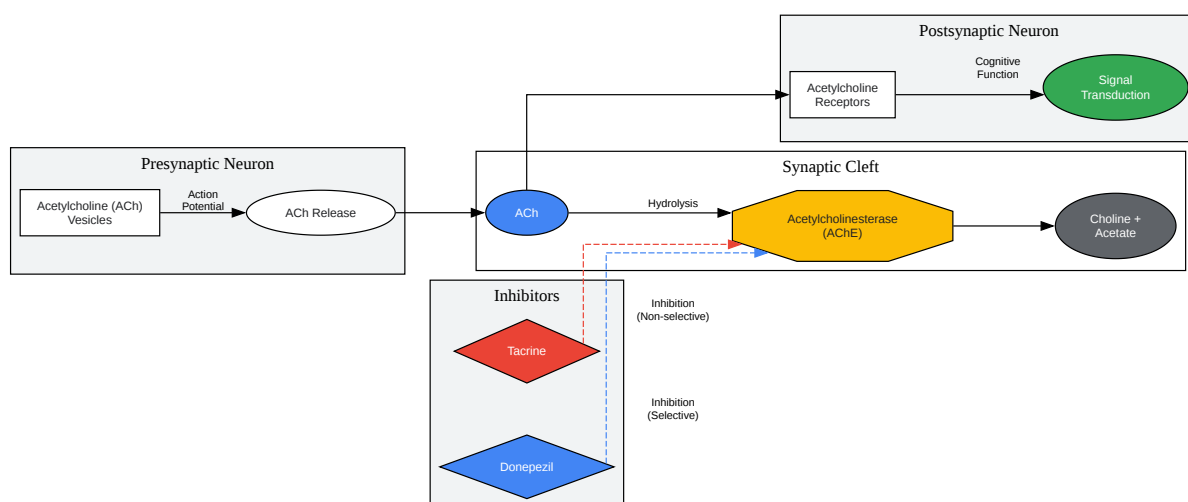 Postsynaptic Neuron
Cognitive
Function
Acetylcholine
Receptors
Signal
Transduction
Presynaptic Neuron
Acetylcholine (ACh)
Vesicles
Action
Potential
ACh Release
Synaptic Cleft
ACh
Hydrolysis
Acetylcholinesterase
(AChE)
Choline +
Acetate
Inhibitors
Inhibition
(Non-selective)
Tacrine
Inhibition
(Selective)
Donepezil